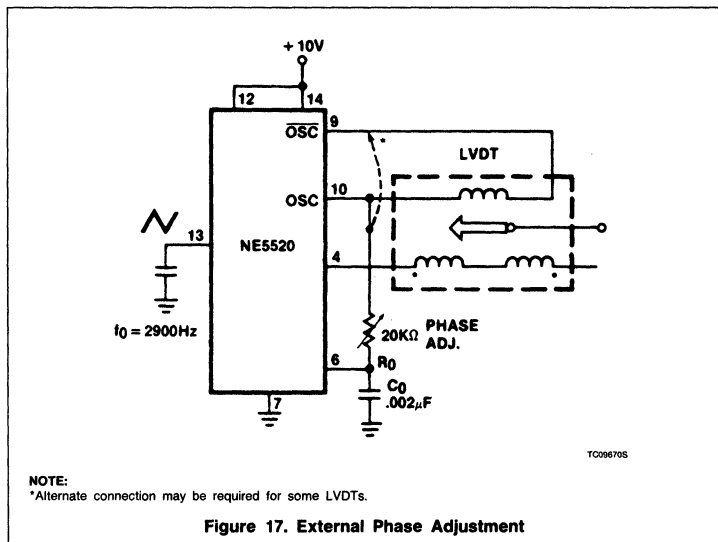 + 10V
12
14
9
OSC
*
LVDT
10
OSC
13
NE5520
4
f0 = 2900Hz
20KΩ
PHASE
ADJ.
6
R0
C0
.002µF
7
TC09670S
NOTE:
*Alternate connection may be required for some LVDTs.
Figure 17. External Phase Adjustment